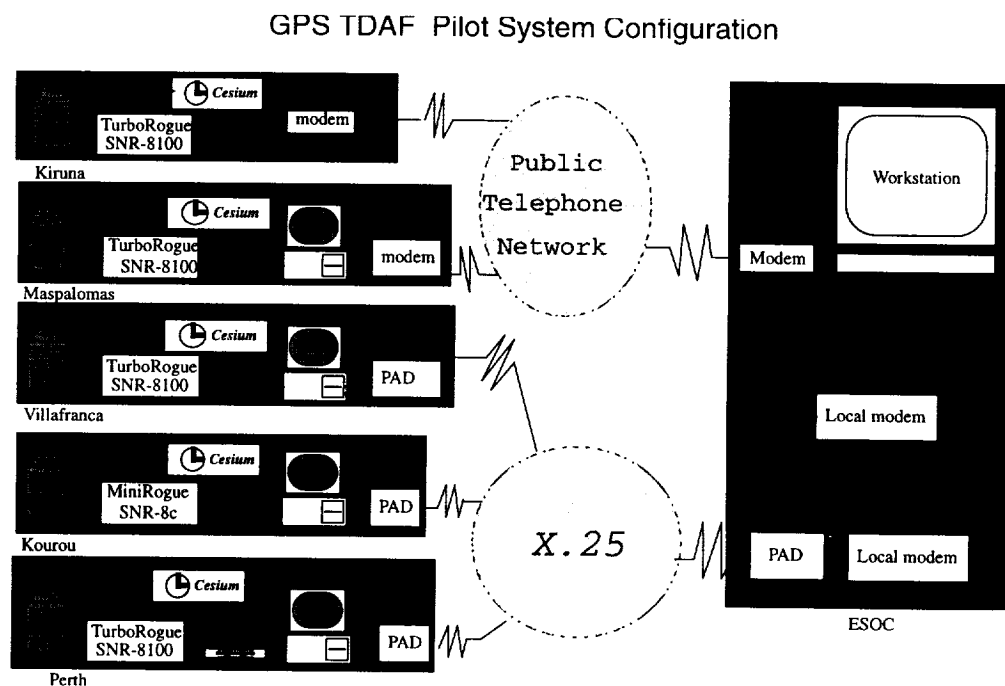 GPS TDAF Pilot System Configuration
Cesium
TurboRogue
SNR-8100
modem
Kiruna
Cesium
TurboRogue
SNR-8100
modem
Maspalomas
Cesium
TurboRogue
SNR-8100
PAD
Villafranca
Cesium
MiniRogue
SNR-8c
PAD
Kourou
Cesium
TurboRogue
SNR-8100
PAD
Perth
Public
Telephone
Network
X.25
Workstation
Modem
Local modem
PAD
Local modem
ESOC